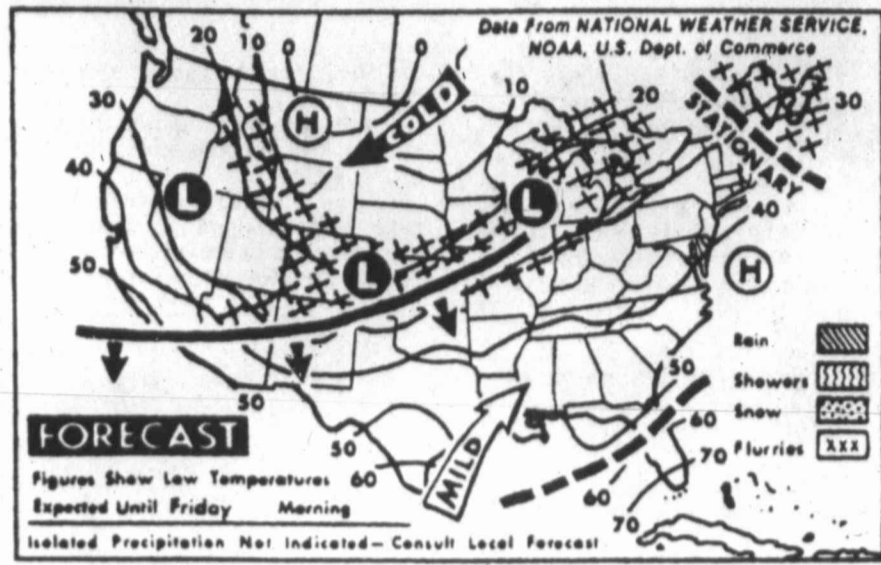 Data From NATIONAL WEATHER SERVICE,
NOAA, U.S. Dept. of Commerce
20
10
0
0
30
COLD
10
20
30
H
STATIONARY
40
L
L
40
50
L
H
Rain
50
50
Showers
50
60
Snow
FORECAST
60
MILD
60
70
Flurries
XXX
Figures Show Low Temperatures
70
Expected Until Friday Morning
Isolated Precipitation Not Indicated – Consult Local Forecast